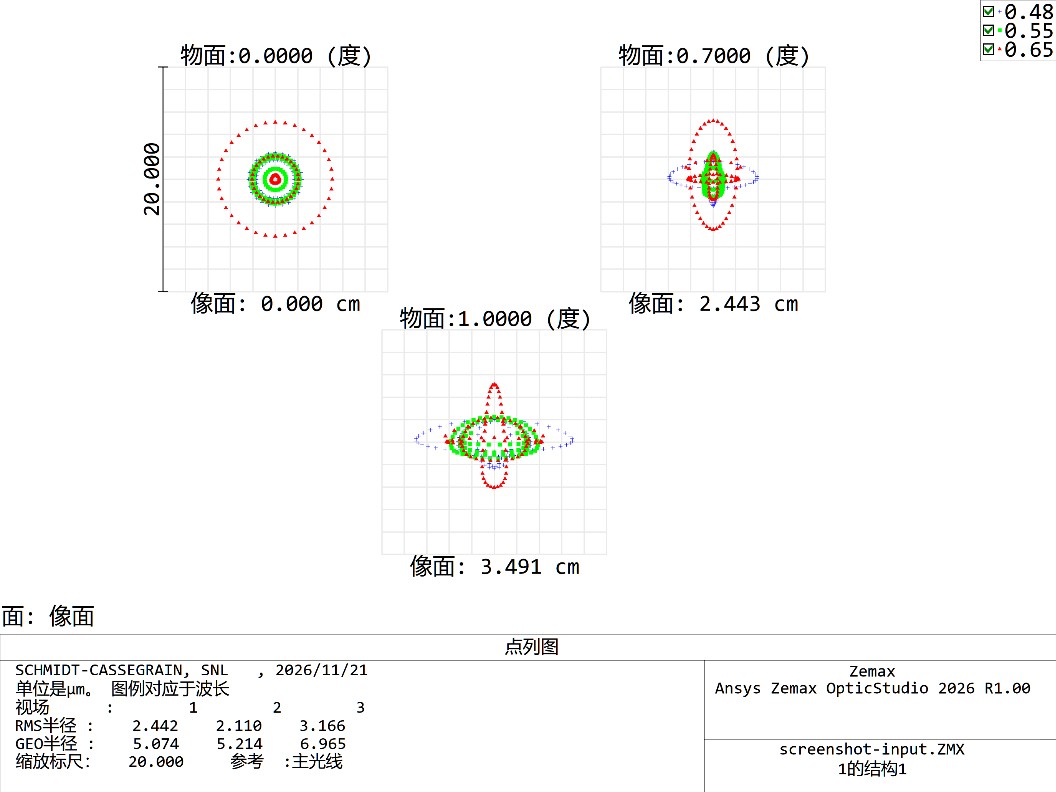 0.48
0.55
0.65
物面:0.0000 (度)
物面:0.7000 (度)
20.000
像面: 0.000 cm
像面: 2.443 cm
物面:1.0000 (度)
像面: 3.491 cm
面: 像面
点列图
SCHMIDT-CASSEGRAIN, SNL , 2026/11/21
单位是µm。 图例对应于波长
视场 : 1 2 3
RMS半径 : 2.442 2.110 3.166
GEO半径 : 5.074 5.214 6.965
缩放标尺: 20.000 参考 :主光线
Zemax
Ansys Zemax OpticStudio 2026 R1.00
screenshot-input.ZMX
1的结构1